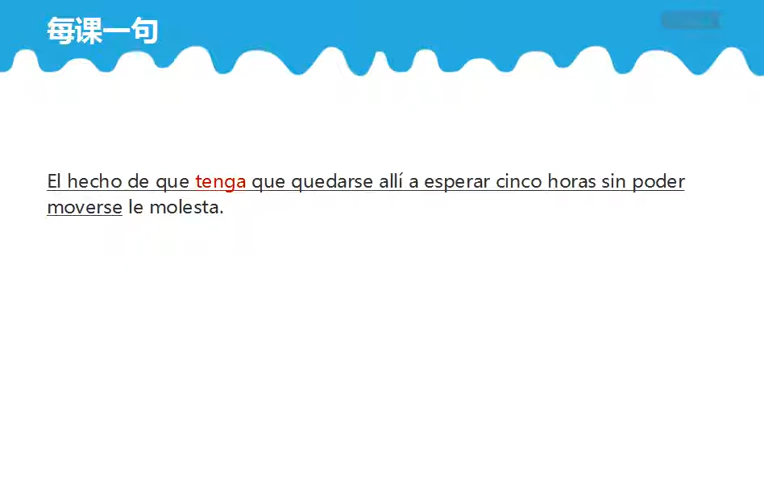 每课一句
El hecho de que tenga que quedarse allí a esperar cinco horas sin poder
moverse le molesta.